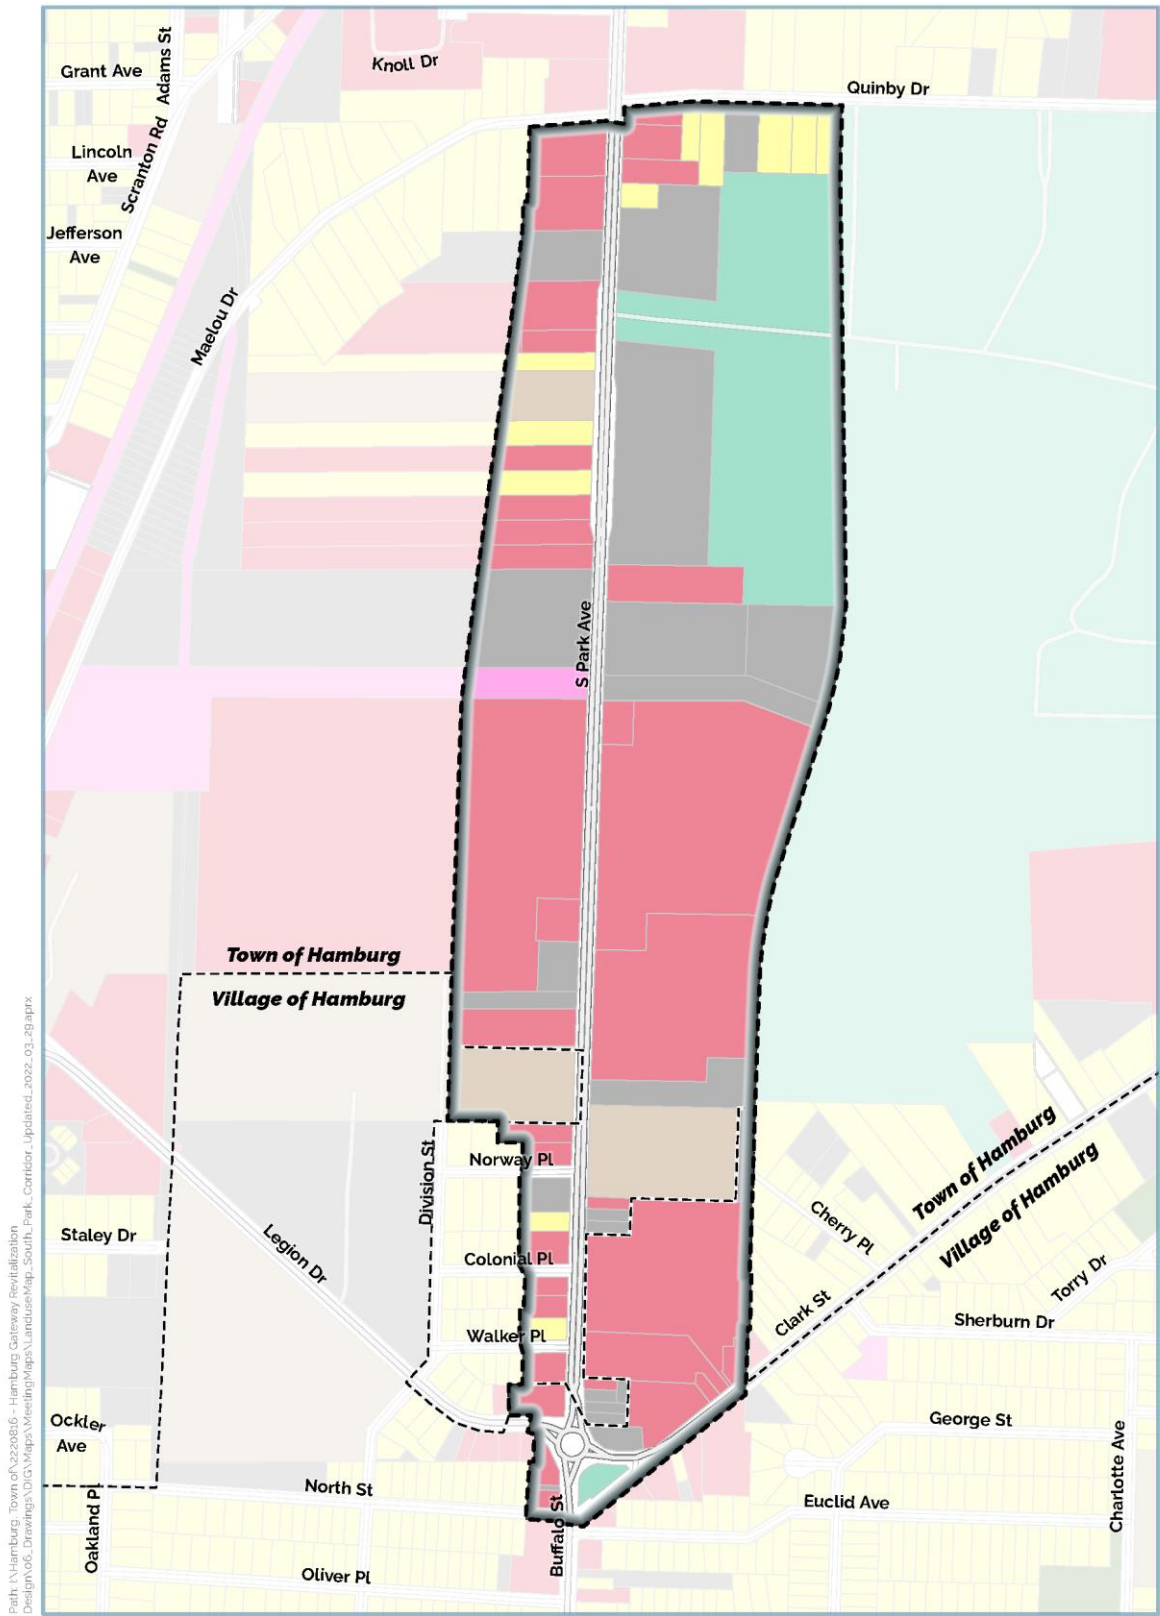 Knoll Dr
Adams St
Grant Ave
Quinby Dr
Scranton Rd
Lincoln
Ave
Jefferson
Ave
Maelou Dr
S Park Ave
Town of Hamburg
Village of Hamburg
Town of Hamburg
Village of Hamburg
Division St
Norway Pl
Cherry Pl
Staley Dr
Legion Dr
Colonial Pl
Torry Dr
Clark St
Sherburn Dr
Walker Pl
Ockler
Ave
George St
Charlotte Ave
North St
Euclid Ave
Oakland Pl
Buffalo St
Oliver Pl